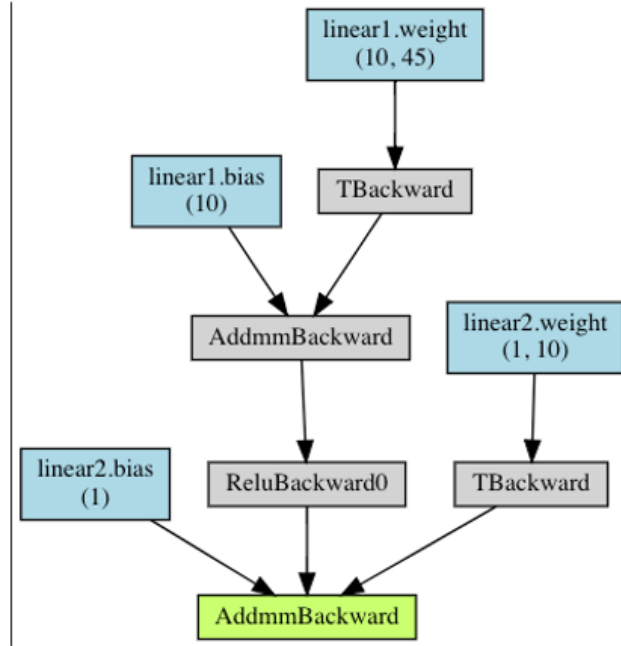 linear1.weight
(10, 45)
linear1.bias
(10)
TBackward
AddmmBackward
linear2.weight
(1, 10)
linear2.bias
(1)
ReluBackward0
TBackward
AddmmBackward